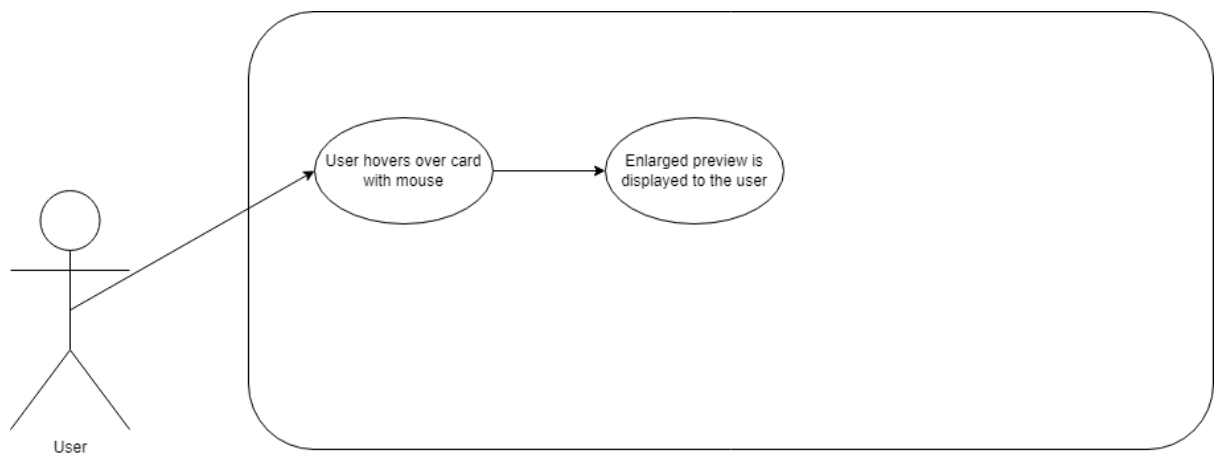 User hovers over card
with mouse
Enlarged preview is
displayed to the user
User